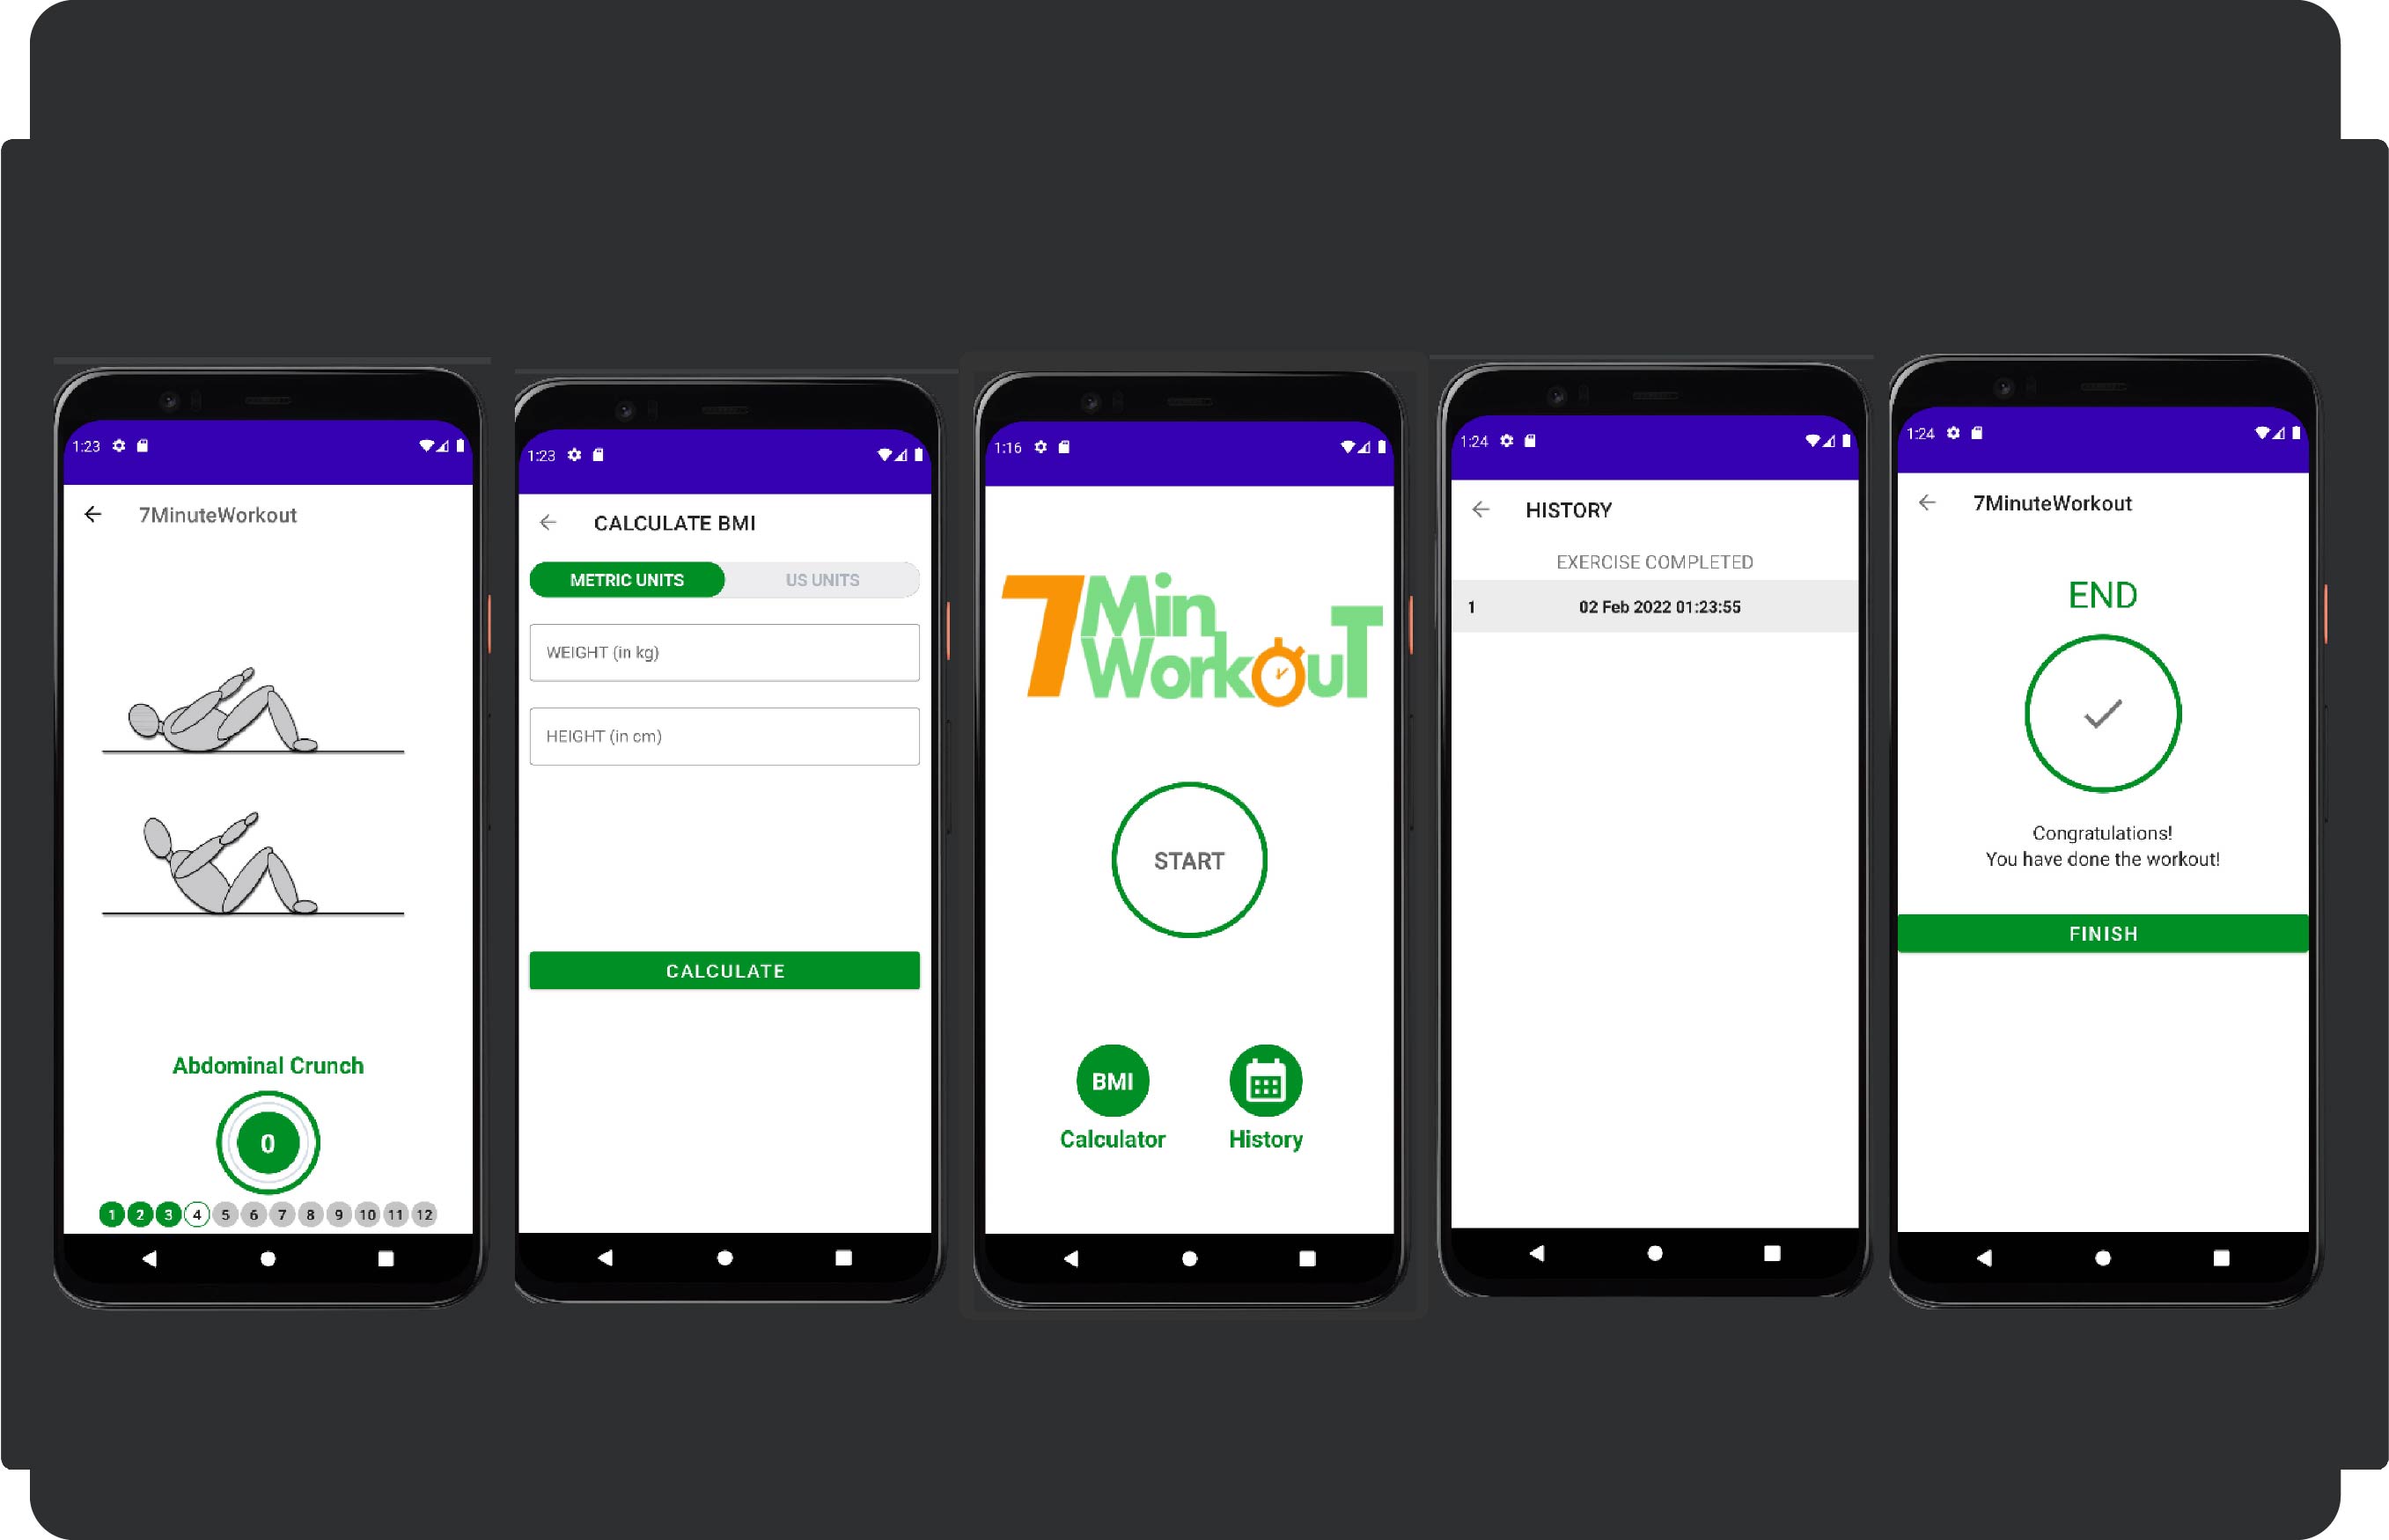 1:23
7MinuteWorkout
Abdominal Crunch
0
1 2 3 4 5 6 7 8 9 10 11 12
1:23
CALCULATE BMI
METRIC UNITS US UNITS
WEIGHT (in kg)
HEIGHT (in cm)
CALCULATE
1:16
7 Min
WorkouT
START
BMI
Calculator History
1:24
HISTORY
EXERCISE COMPLETED
1 02 Feb 2022 01:23:55
1:24
7MinuteWorkout
END
Congratulations!
You have done the workout!
FINISH